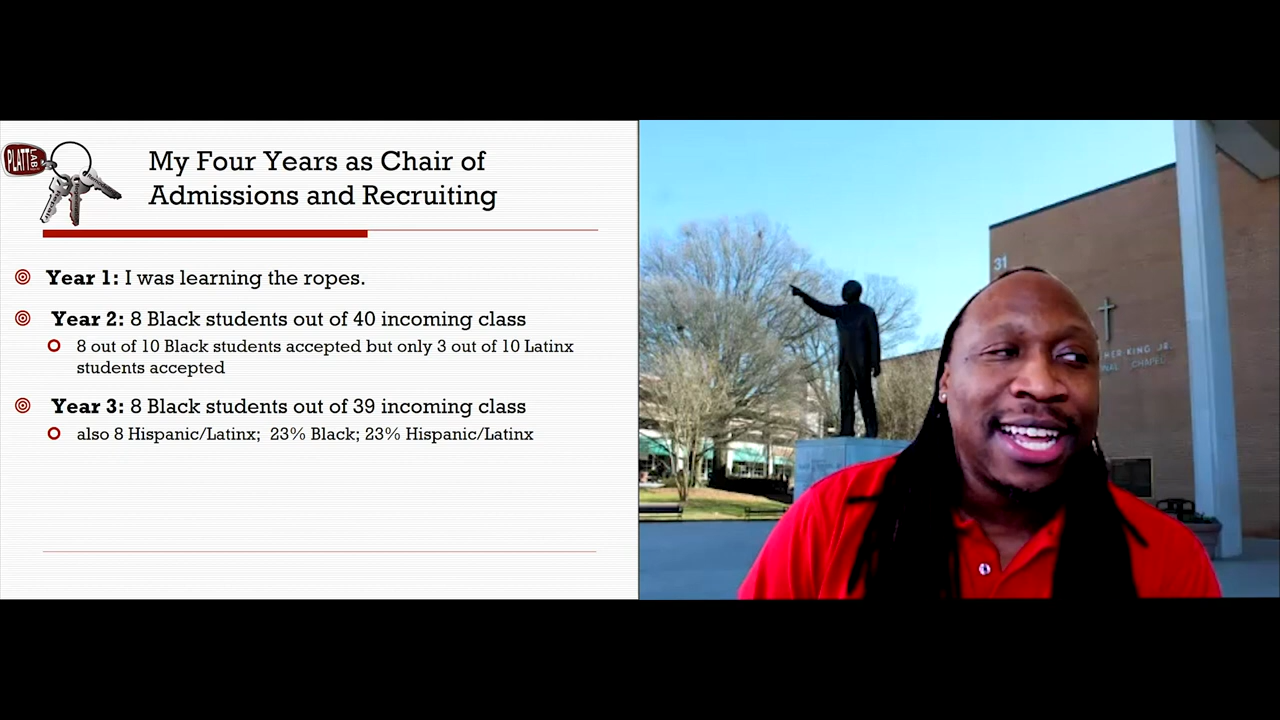 PLATT
LAB
My Four Years as Chair of
Admissions and Recruiting
Year 1: I was learning the ropes.
Year 2: 8 Black students out of 40 incoming class
8 out of 10 Black students accepted but only 3 out of 10 Latinx
students accepted
Year 3: 8 Black students out of 39 incoming class
also 8 Hispanic/Latinx; 23% Black; 23% Hispanic/Latinx
31
HER KING JR.
NAL CHAPEL